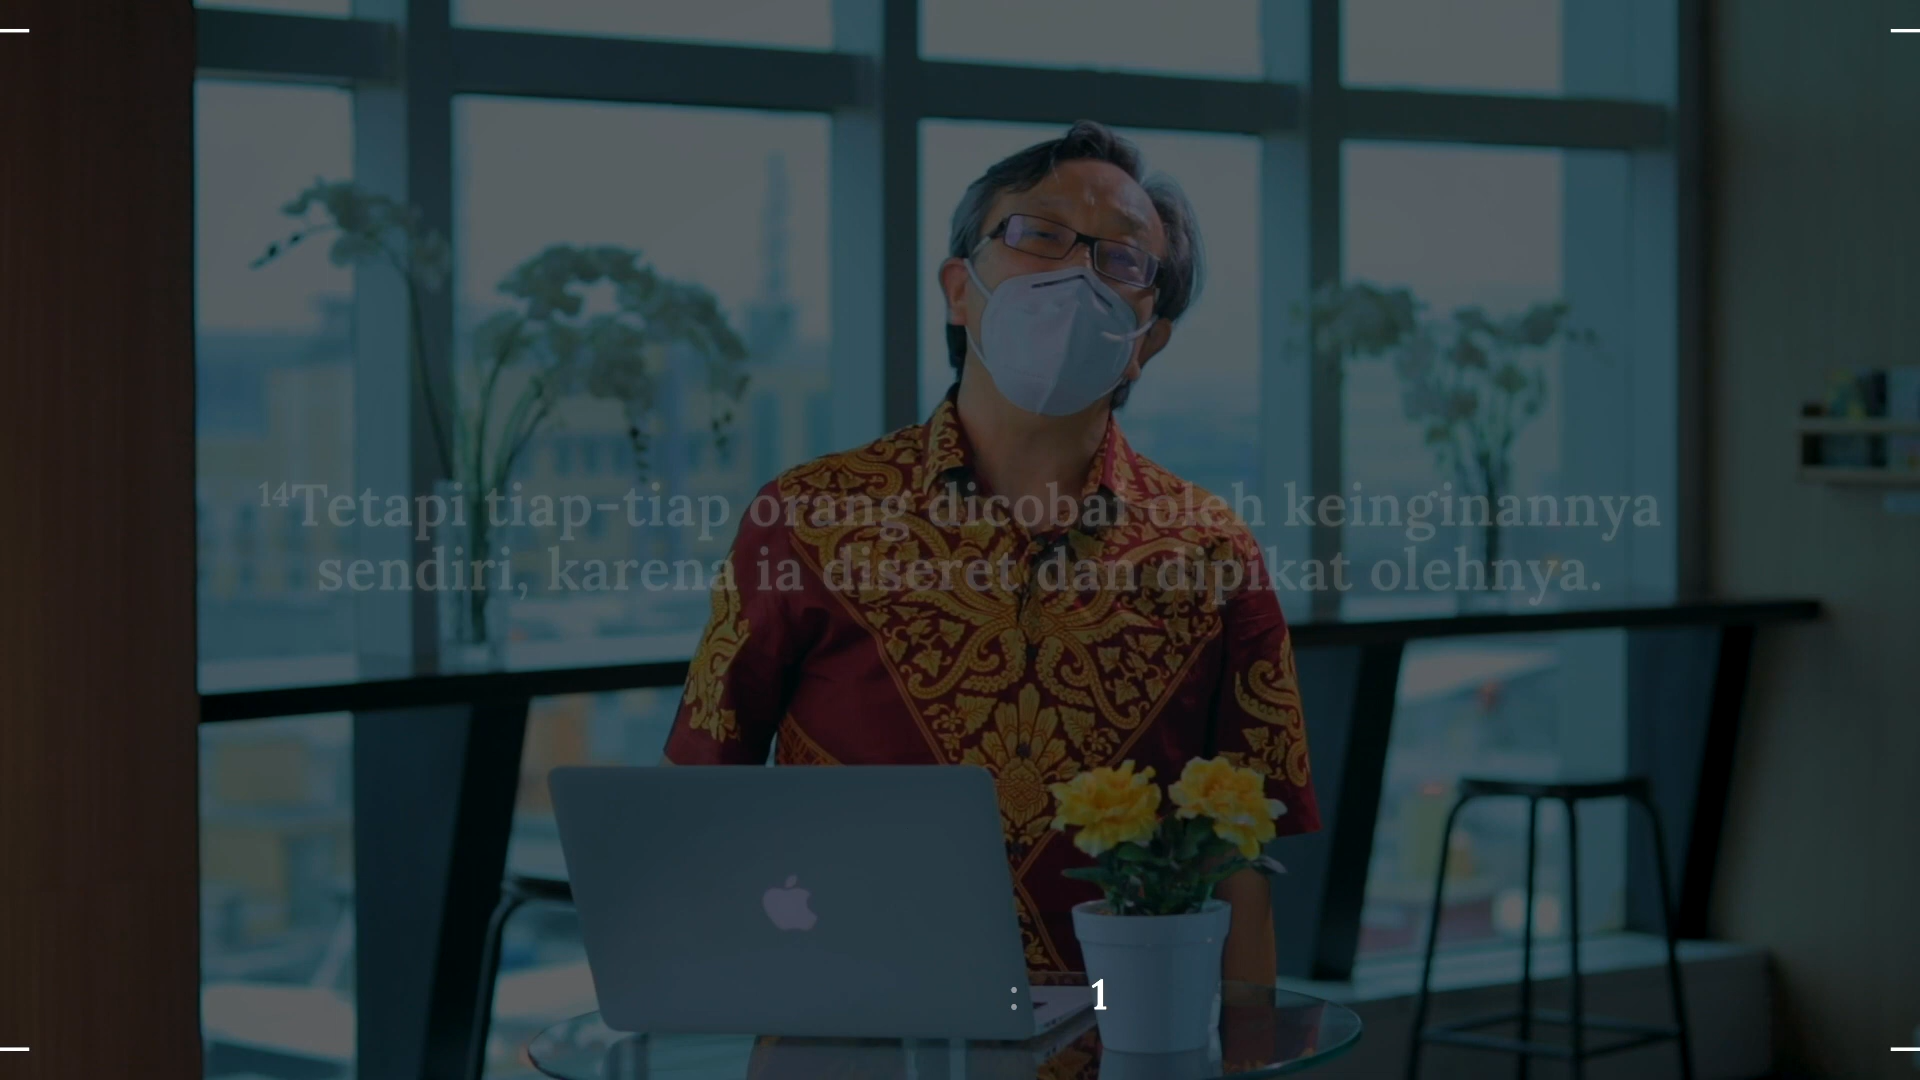 ¹⁴Tetapi tiap-tiap orang dicobai oleh keinginannya
sendiri, karena ia diseret dan dipikat olehnya.
: 1